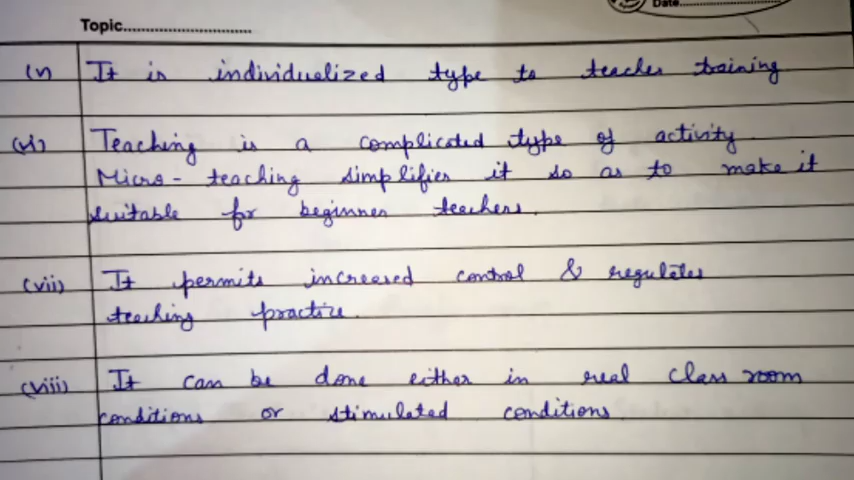 Date..................
Topic..............................
(v) It is individualized type to teacher training
(vi) Teaching is a complicated type of activity.
Micro-teaching simplifies it so as to make it
suitable for beginner teachers.
(vii) It permits increased control & regulates
teaching practice.
(viii) It can be done either in real class room
conditions or stimulated conditions.